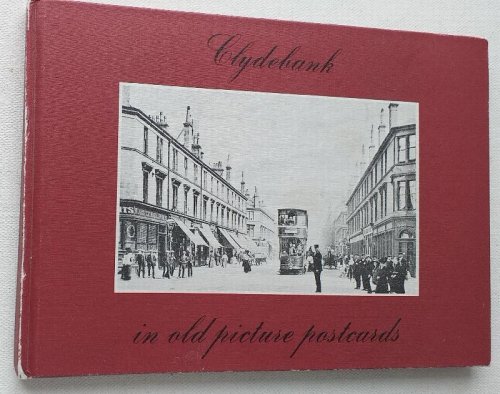 Clydebank
in old picture postcards